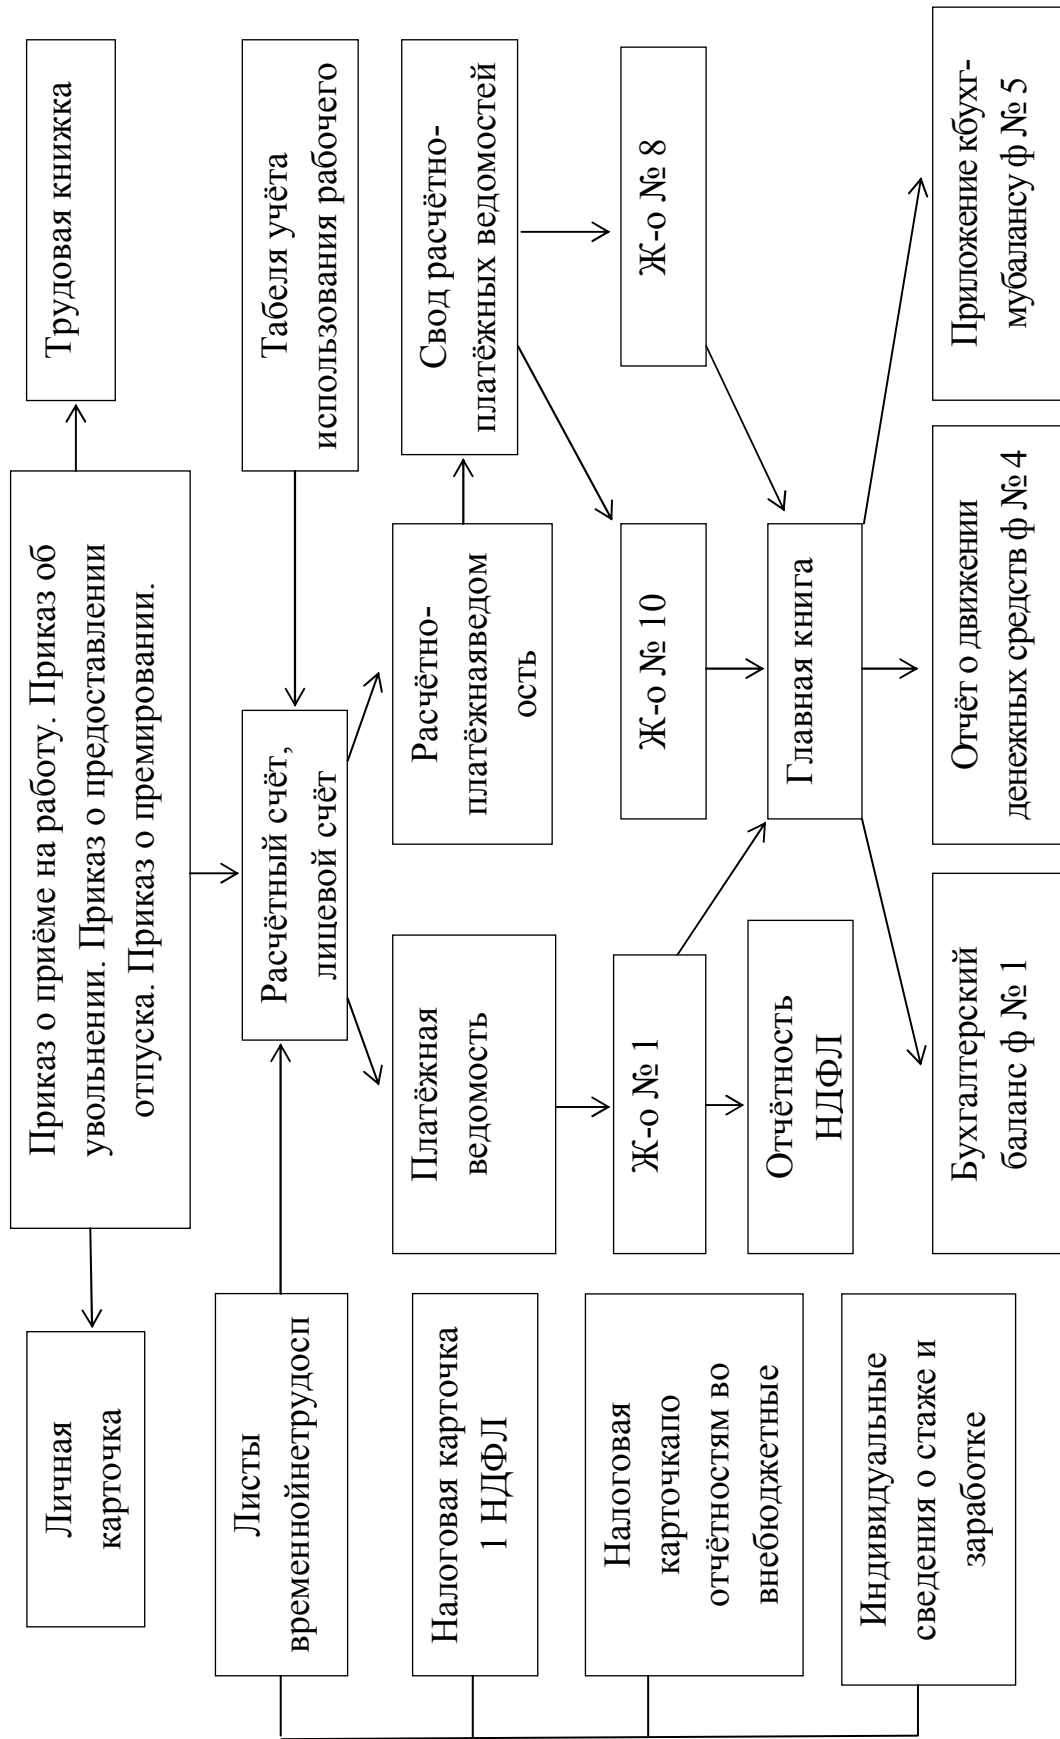 Личная
карточка
Приказ о приёме на работу. Приказ об
увольнении. Приказ о предоставлении
отпуска. Приказ о премировании.
Трудовая книжка
Листы
временнойнетрудосп
Расчётный счёт,
лицевой счёт
Табеля учёта
использования рабочего
Налоговая карточка
1 НДФЛ
Платёжная
ведомость
Расчётно-
платёжнаяведом
ость
Свод расчётно-
платёжных ведомостей
Налоговая
карточкапо
отчётностям во
внебюджетные
Ж-о № 1
Ж-о № 10
Ж-о № 8
Отчётность
НДФЛ
Главная книга
Индивидуальные
сведения о стаже и
заработке
Бухгалтерский
баланс ф № 1
Отчёт о движении
денежных средств ф № 4
Приложение кбухг-
мубалансу ф № 5